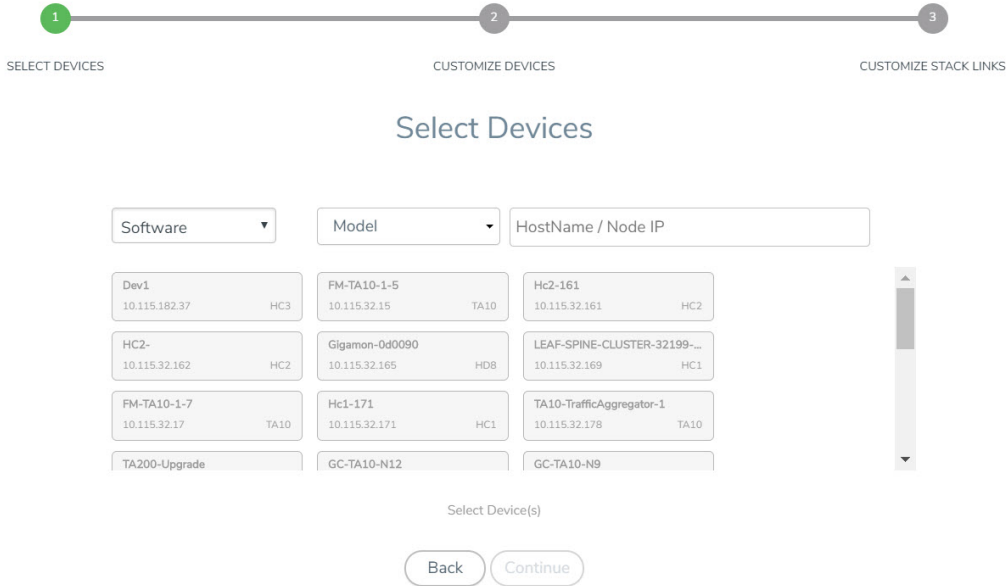 1 2 3
SELECT DEVICES CUSTOMIZE DEVICES CUSTOMIZE STACK LINKS
Select Devices
Software Model HostName / Node IP
Dev1 FM-TA10-1-5 Hc2-161
10.115.182.37 HC3 10.115.32.15 TA10 10.115.32.161 HC2
HC2- Gigamon-0d0090 LEAF-SPINE-CLUSTER-32199-...
10.115.32.162 HC2 10.115.32.165 HD8 10.115.32.169 HC1
FM-TA10-1-7 Hc1-171 TA10-TrafficAggregator-1
10.115.32.17 TA10 10.115.32.171 HC1 10.115.32.178 TA10
TA200-Upgrade GC-TA10-N12 GC-TA10-N9
Select Device(s)
Back Continue